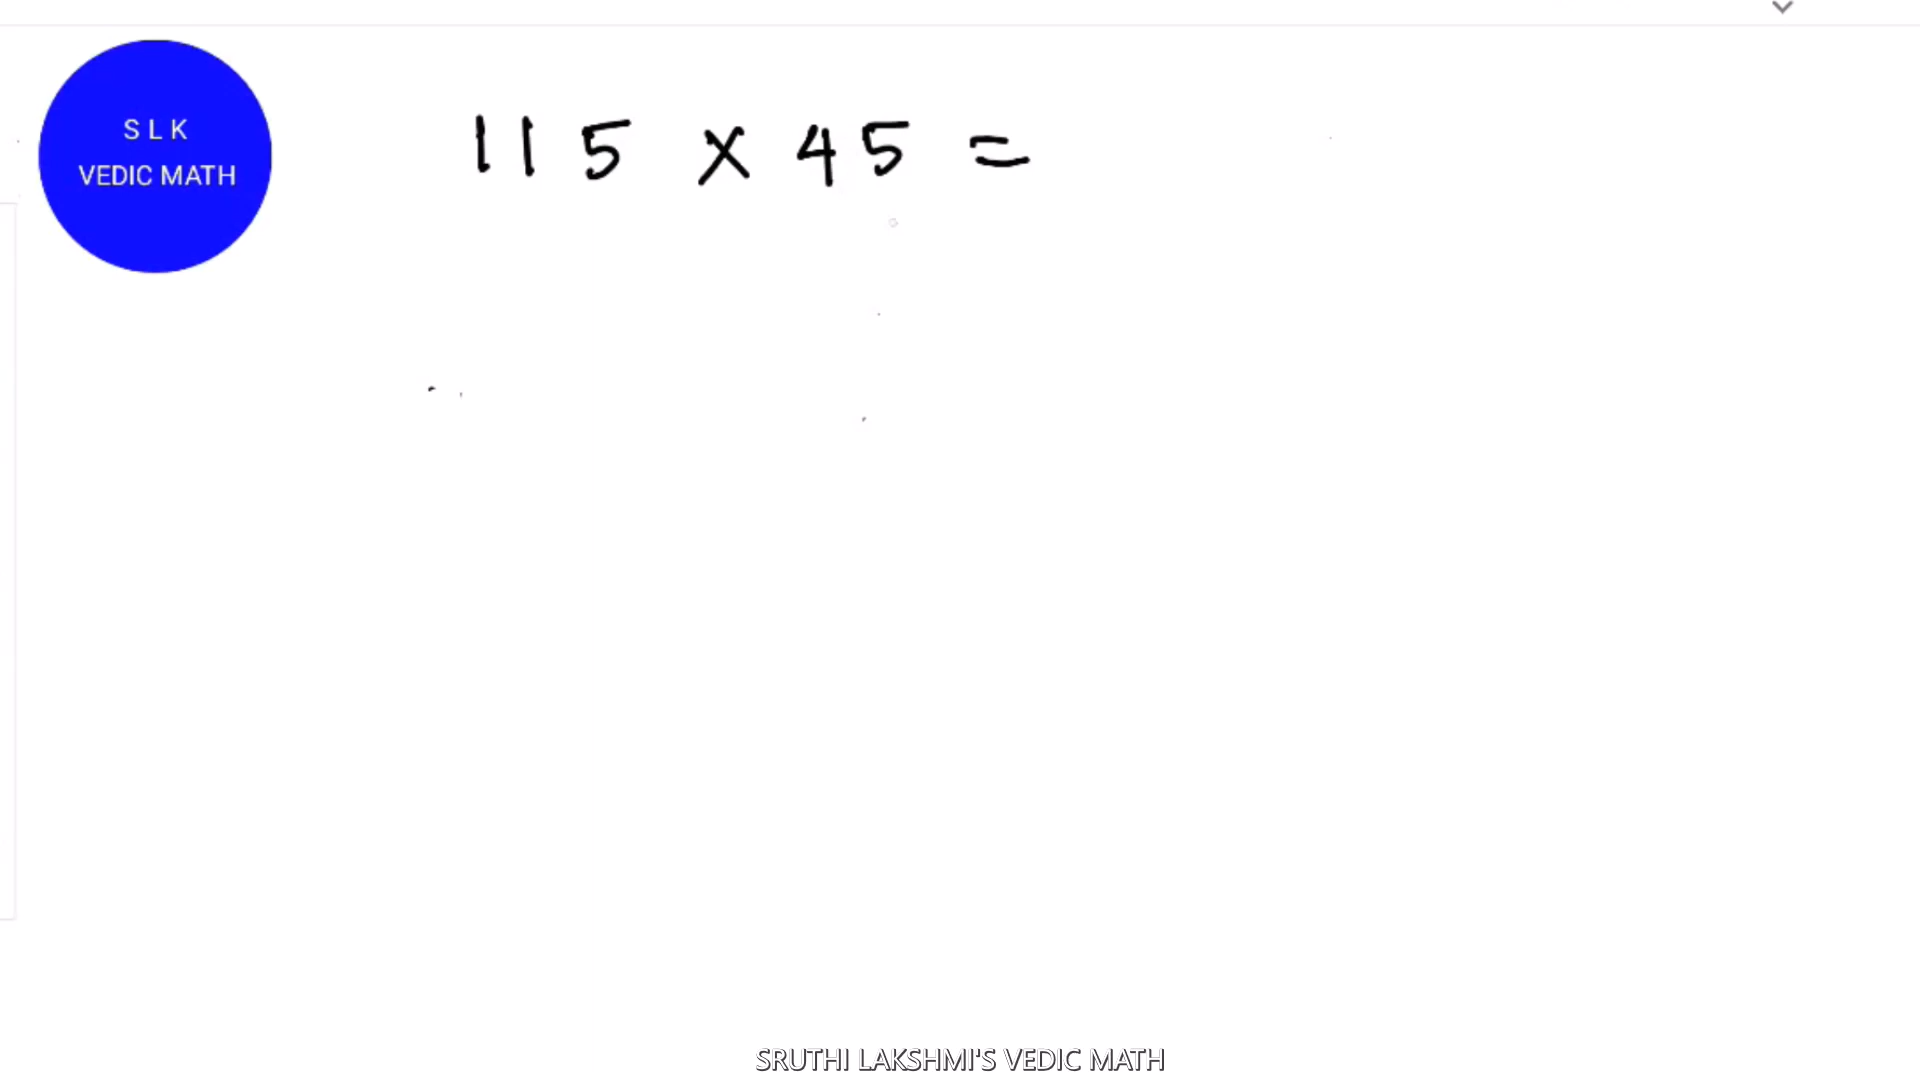 S L K
VEDIC MATH
115 × 45 =
SRUTHI LAKSHMI'S VEDIC MATH